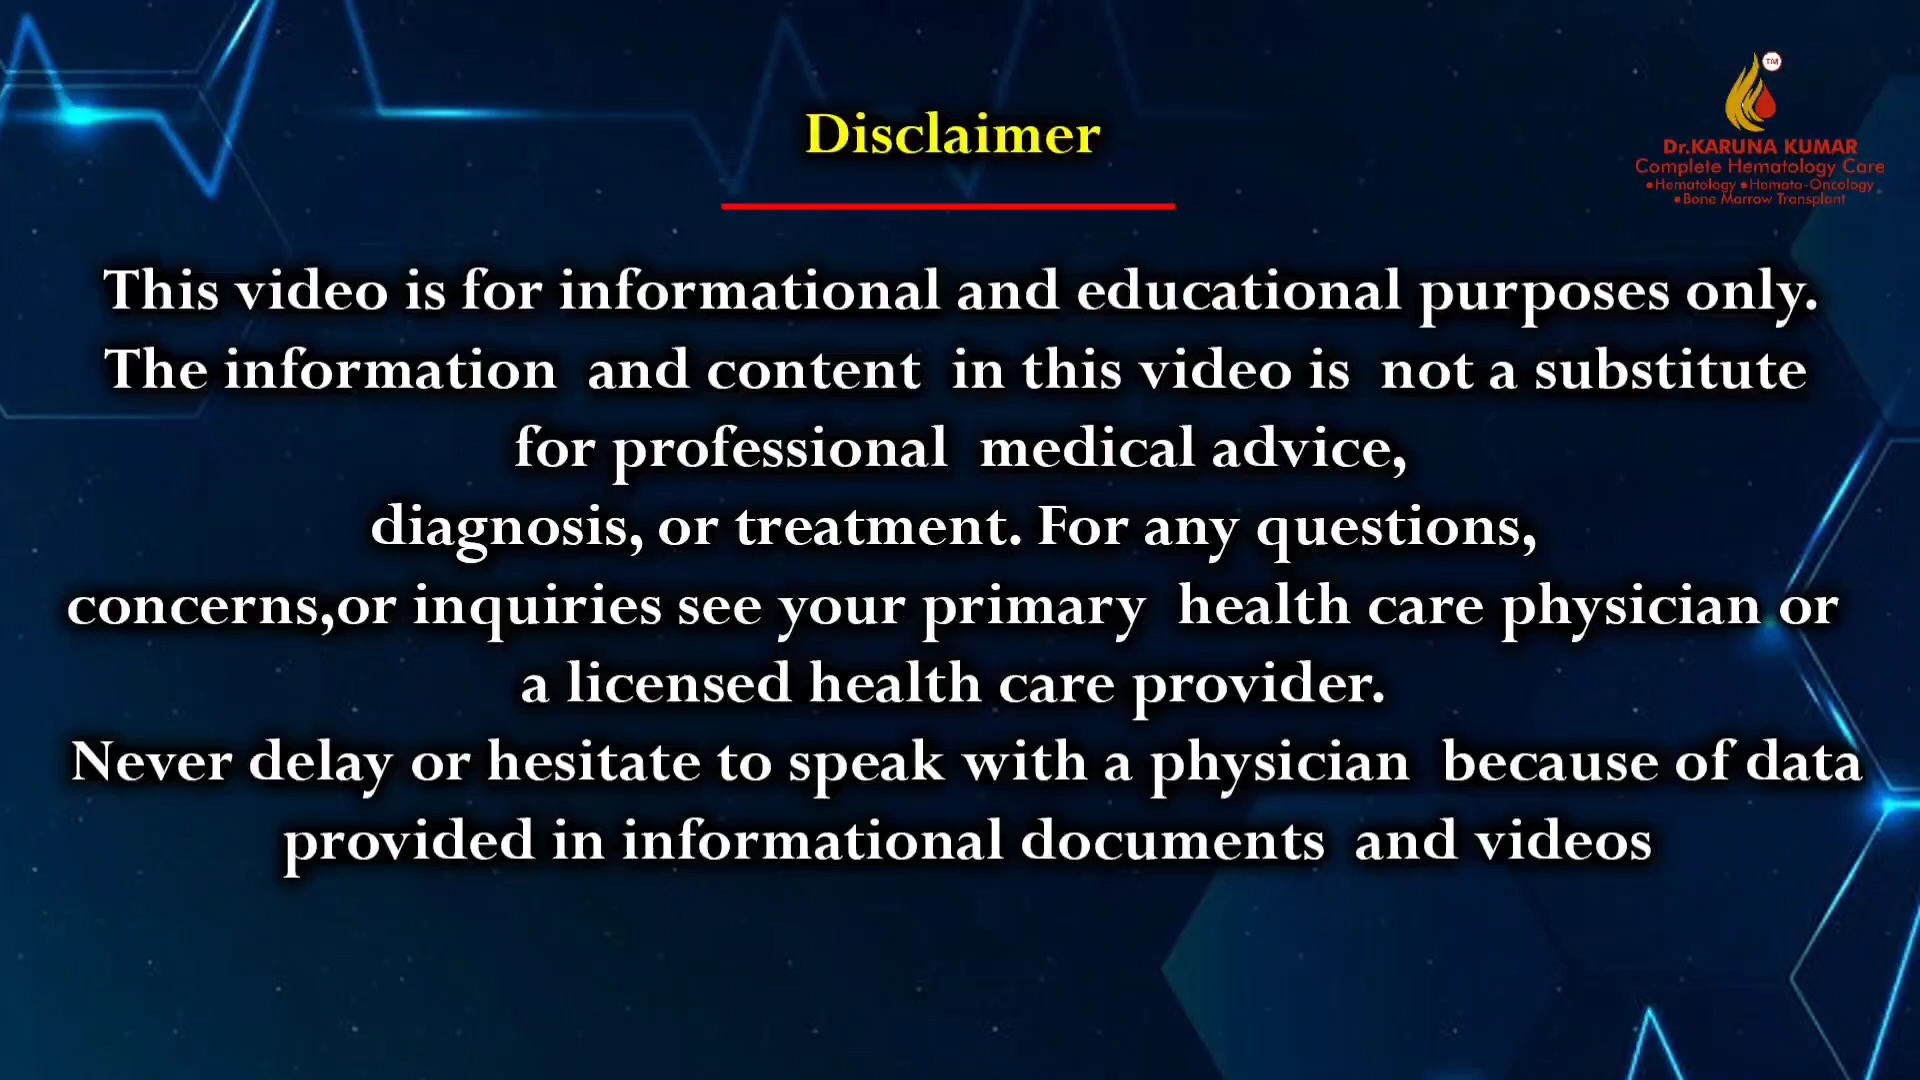 Disclaimer
TM
Dr.KARUNA KUMAR
Complete Hematology Care
•Hematology •Hemato-Oncology
•Bone Marrow Transplant
This video is for informational and educational purposes only.
The information and content in this video is not a substitute
for professional medical advice,
diagnosis, or treatment. For any questions,
concerns,or inquiries see your primary health care physician or
a licensed health care provider.
Never delay or hesitate to speak with a physician because of data
provided in informational documents and videos